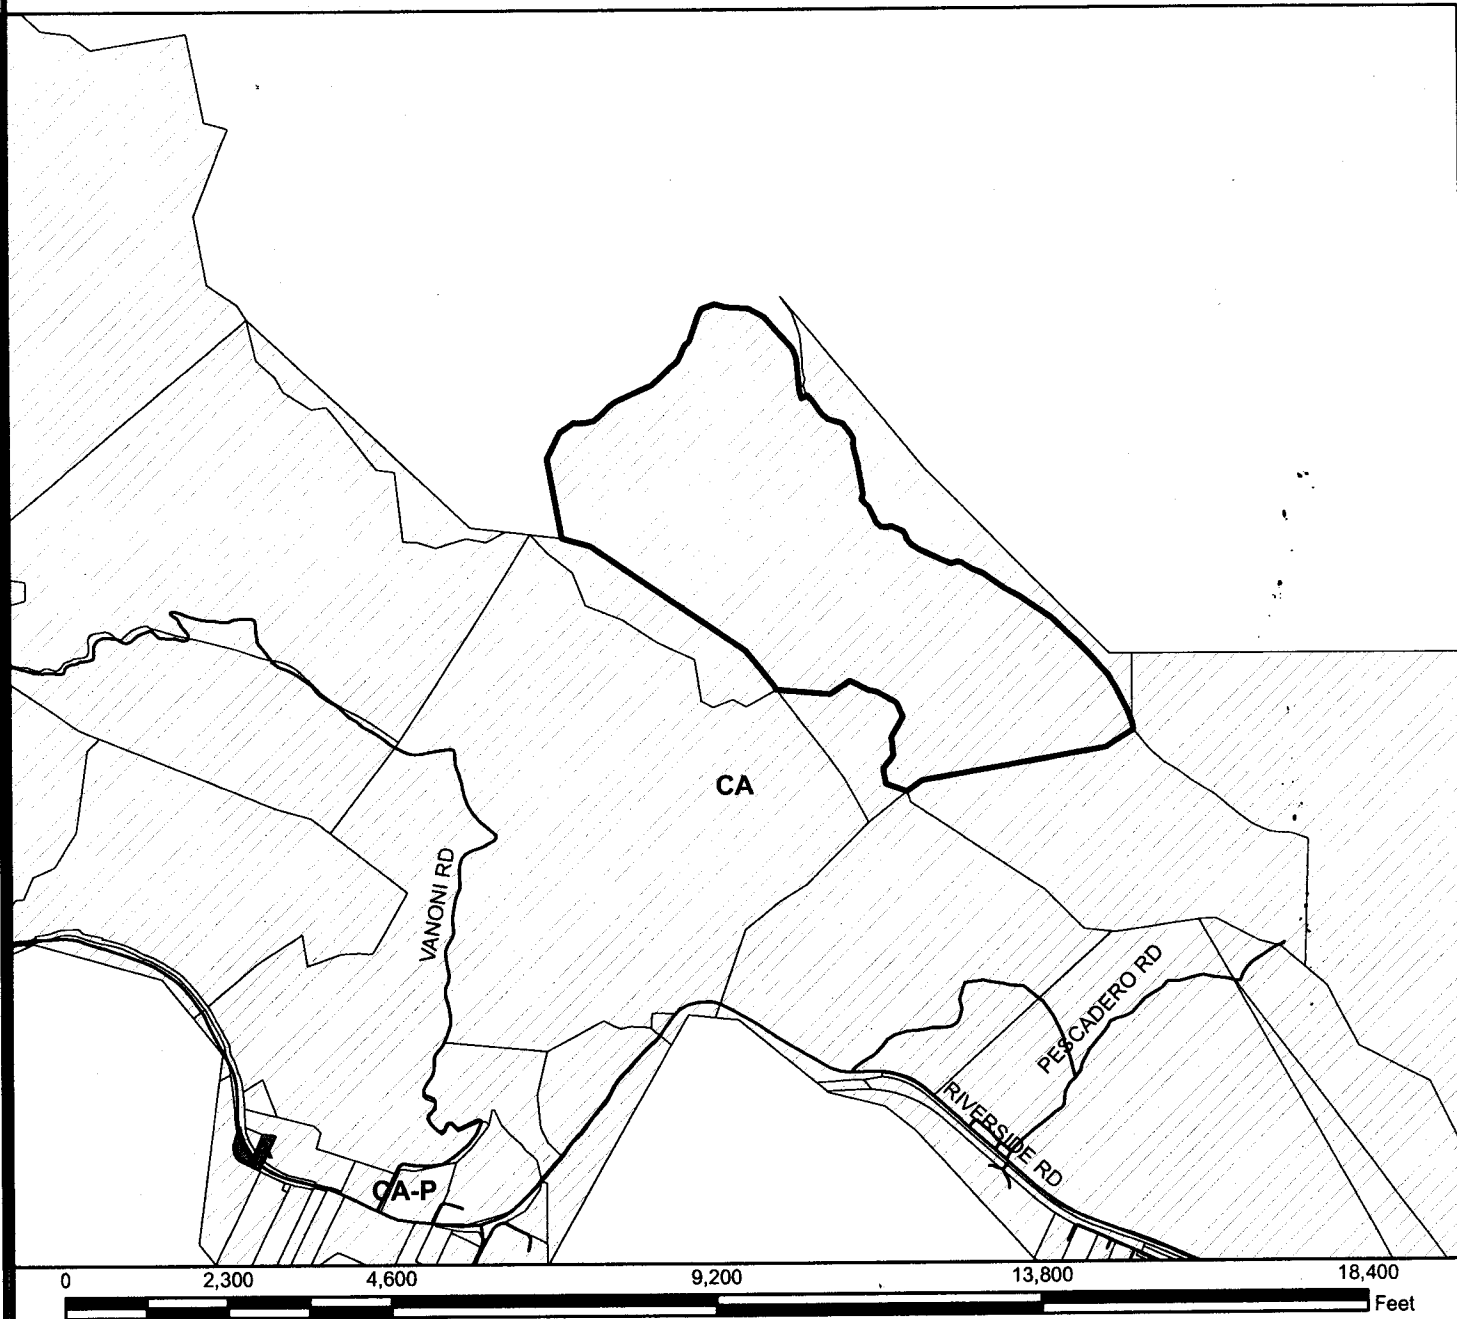 CA
VANONI RD
PESCADERO RD
RIVERSIDE RD
CA-P
0 2,300 4,600 9,200 13,800 18,400
Feet